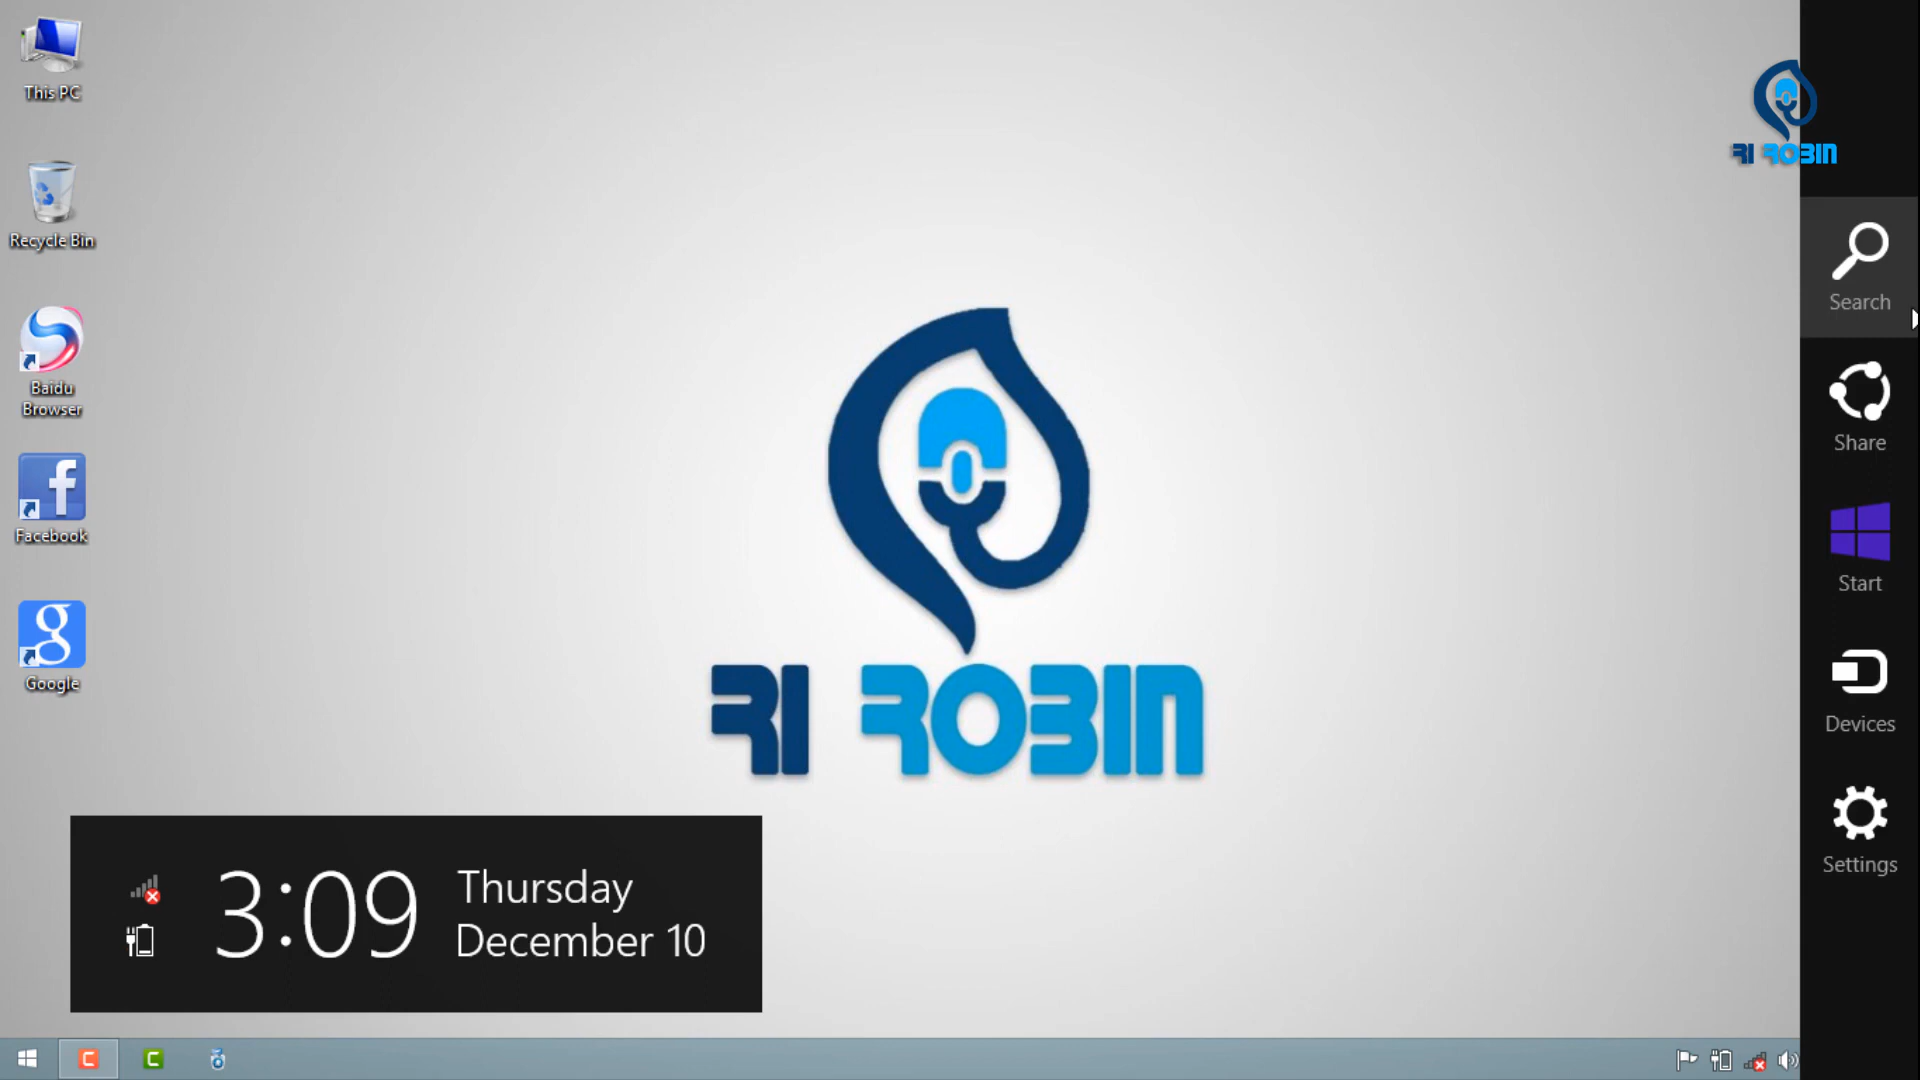 This PC
Recycle Bin
Baidu
Browser
Facebook
Google
RI ROBIN
RI ROBIN
Search
Share
Start
Devices
Settings
3:09
Thursday
December 10